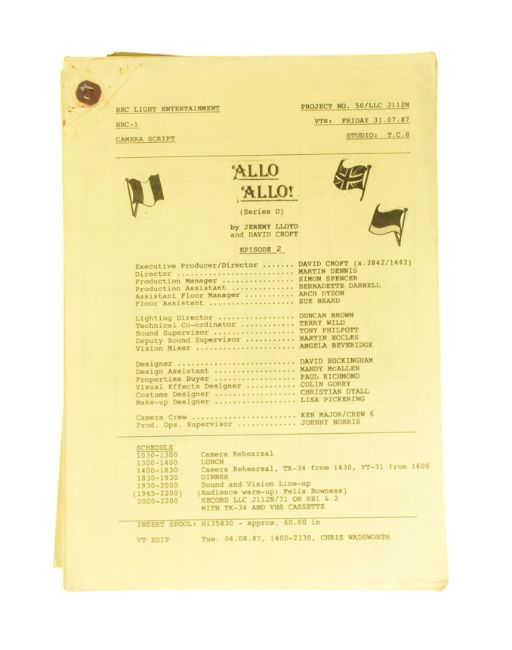 BBC LIGHT ENTERTAINMENT PROJECT NO. 50/LLC J112N
BBC-1 VTR: FRIDAY 31.07.87
CAMERA SCRIPT STUDIO: T.C.8
'ALLO
'ALLO!
(Series D)
by JEREMY LLOYD
and DAVID CROFT
EPISODE 2
Executive Producer/Director ....... DAVID CROFT (x.2842/1442)
Director .......................... MARTIN DENNIS
Production Manager ................ SIMON SPENCER
Production Assistant .............. BERNADETTE DARNELL
Assistant Floor Manager ........... ARCH DYSON
Floor Assistant ................... SUE BEARD
Lighting Director ................. DUNCAN BROWN
Technical Co-ordinator ............ TERRY WILD
Sound Supervisor .................. TONY PHILPOTT
Deputy Sound Supervisor ........... MARTIN ECCLES
Vision Mixer ...................... ANGELA BEVERIDGE
Designer .......................... DAVID BUCKINGHAM
Design Assistant .................. MANDY McALLEN
Properties Buyer .................. PAUL RICHMOND
Visual Effects Designer ........... COLIN GORRY
Costume Designer .................. CHRISTIAN DYALL
Make-up Designer .................. LISA PICKERING
Camera Crew ....................... KEN MAJOR/CREW 6
Prod. Ops. Supervisor ............. JOHNNY NORRIS
SCHEDULE
1030-1300 Camera Rehearsal
1300-1400 LUNCH
1400-1830 Camera Rehearsal, TK-34 from 1430, VT-31 from 1600
1830-1930 DINNER
1930-2000 Sound and Vision Line-up
(1945-2200) (Audience warm-up: Felix Bowness)
2000-2200 RECORD LLC J112N/71 ON RB1 & 2
WITH TK-34 AND VHS CASSETTE
INSERT SPOOL: H135830 - approx. 60.00 in
VT EDIT Tue. 04.08.87, 1400-2330, CHRIS WADSWORTH